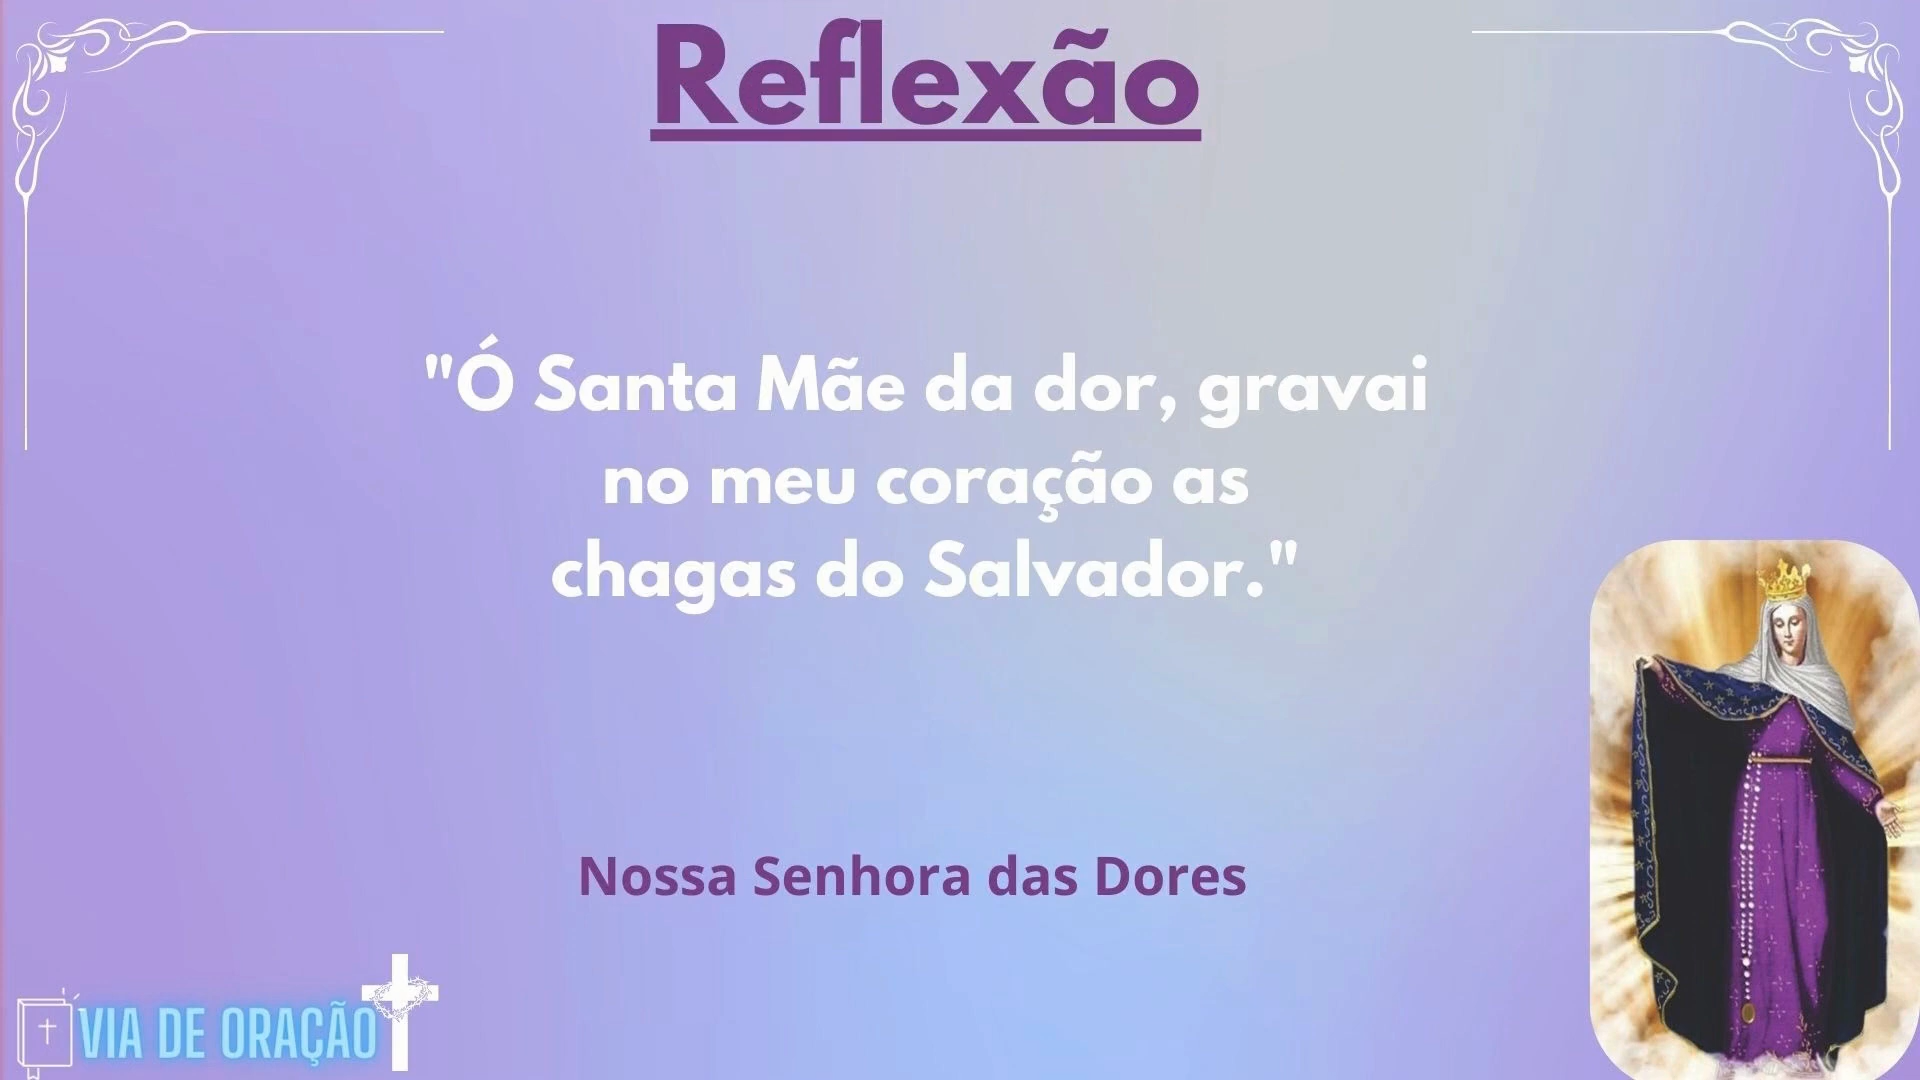 Reflexão
"Ó Santa Mãe da dor, gravai
no meu coração as
chagas do Salvador."
Nossa Senhora das Dores
VIA DE ORAÇÃO